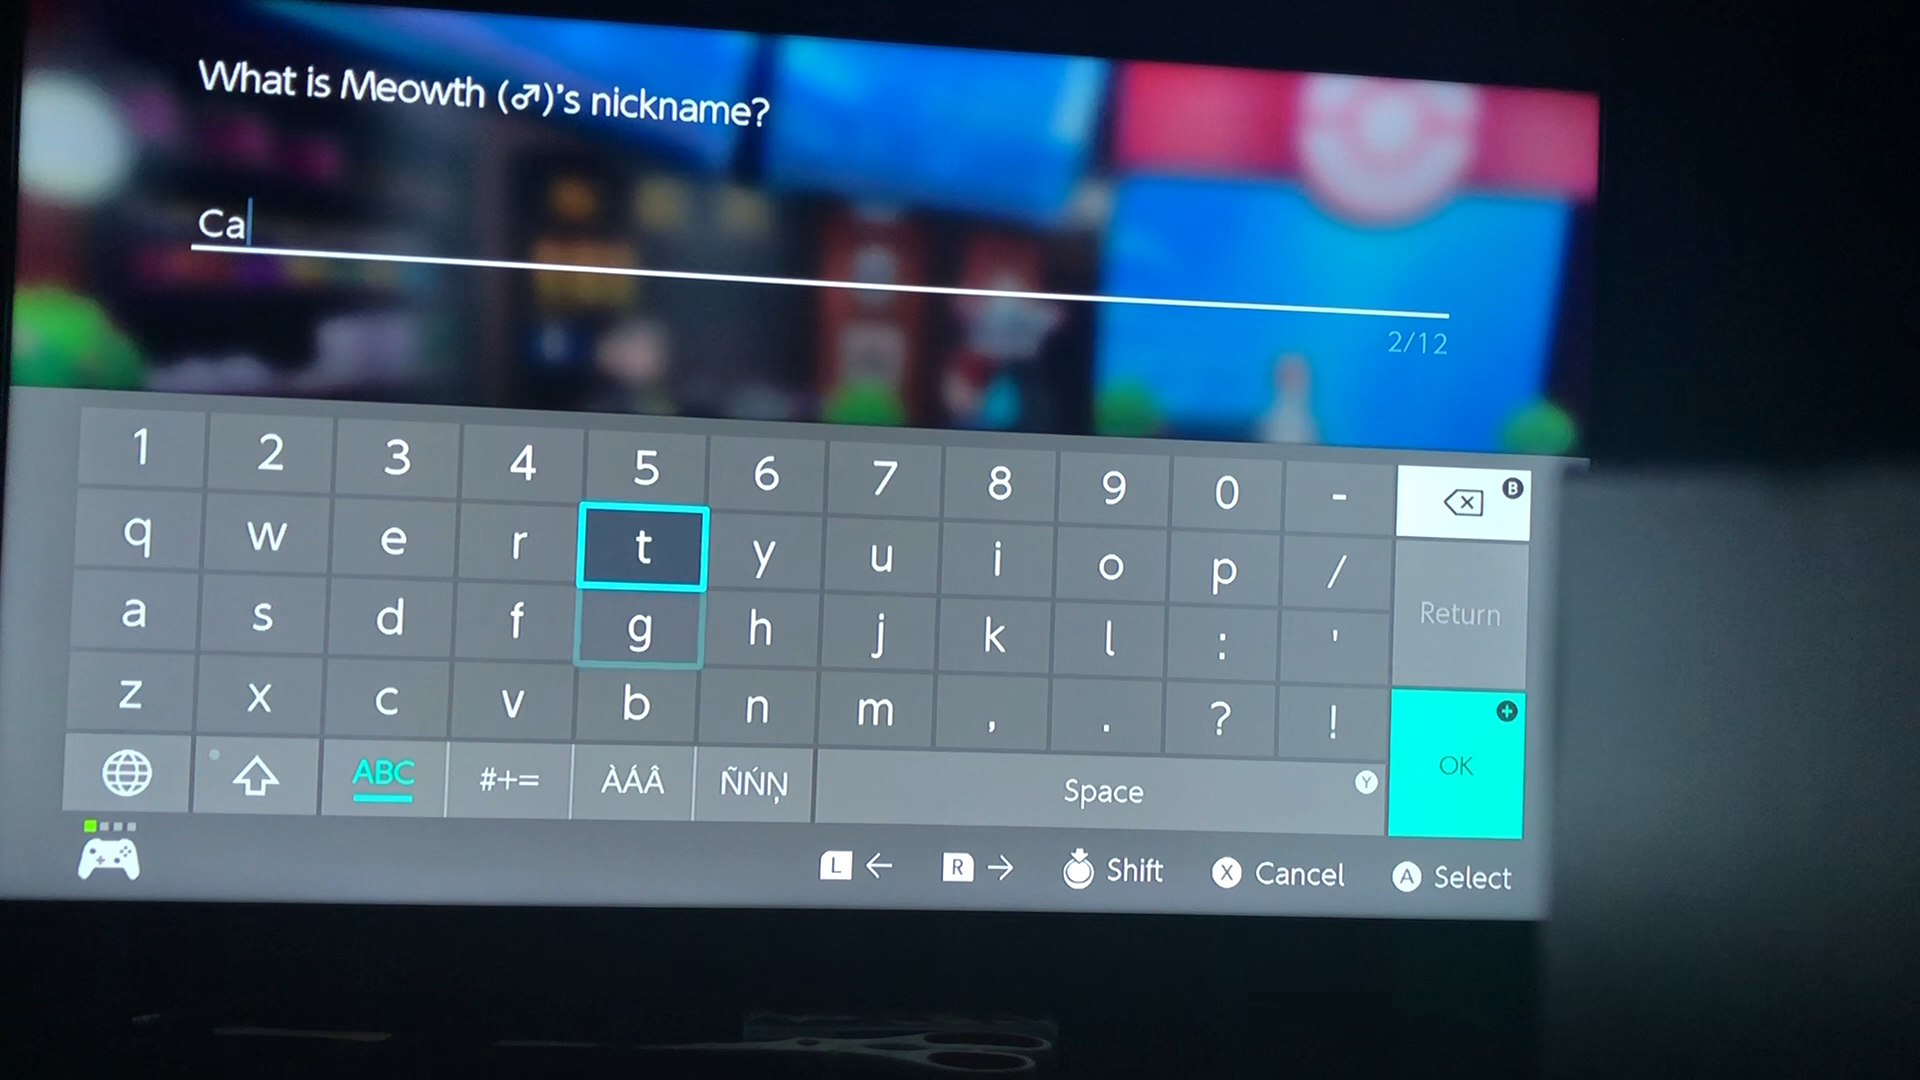 What is Meowth (♂)'s nickname?
Ca
2/12
1 2 3 4 5 6 7 8 9 0 - B
q w e r t y u i o p /
a s d f g h j k l : ' Return
z x c v b n m , . ? ! +
ABC #+= ÀÁÂ ÑŃŅ Space Y OK
L ← R → Shift X Cancel A Select